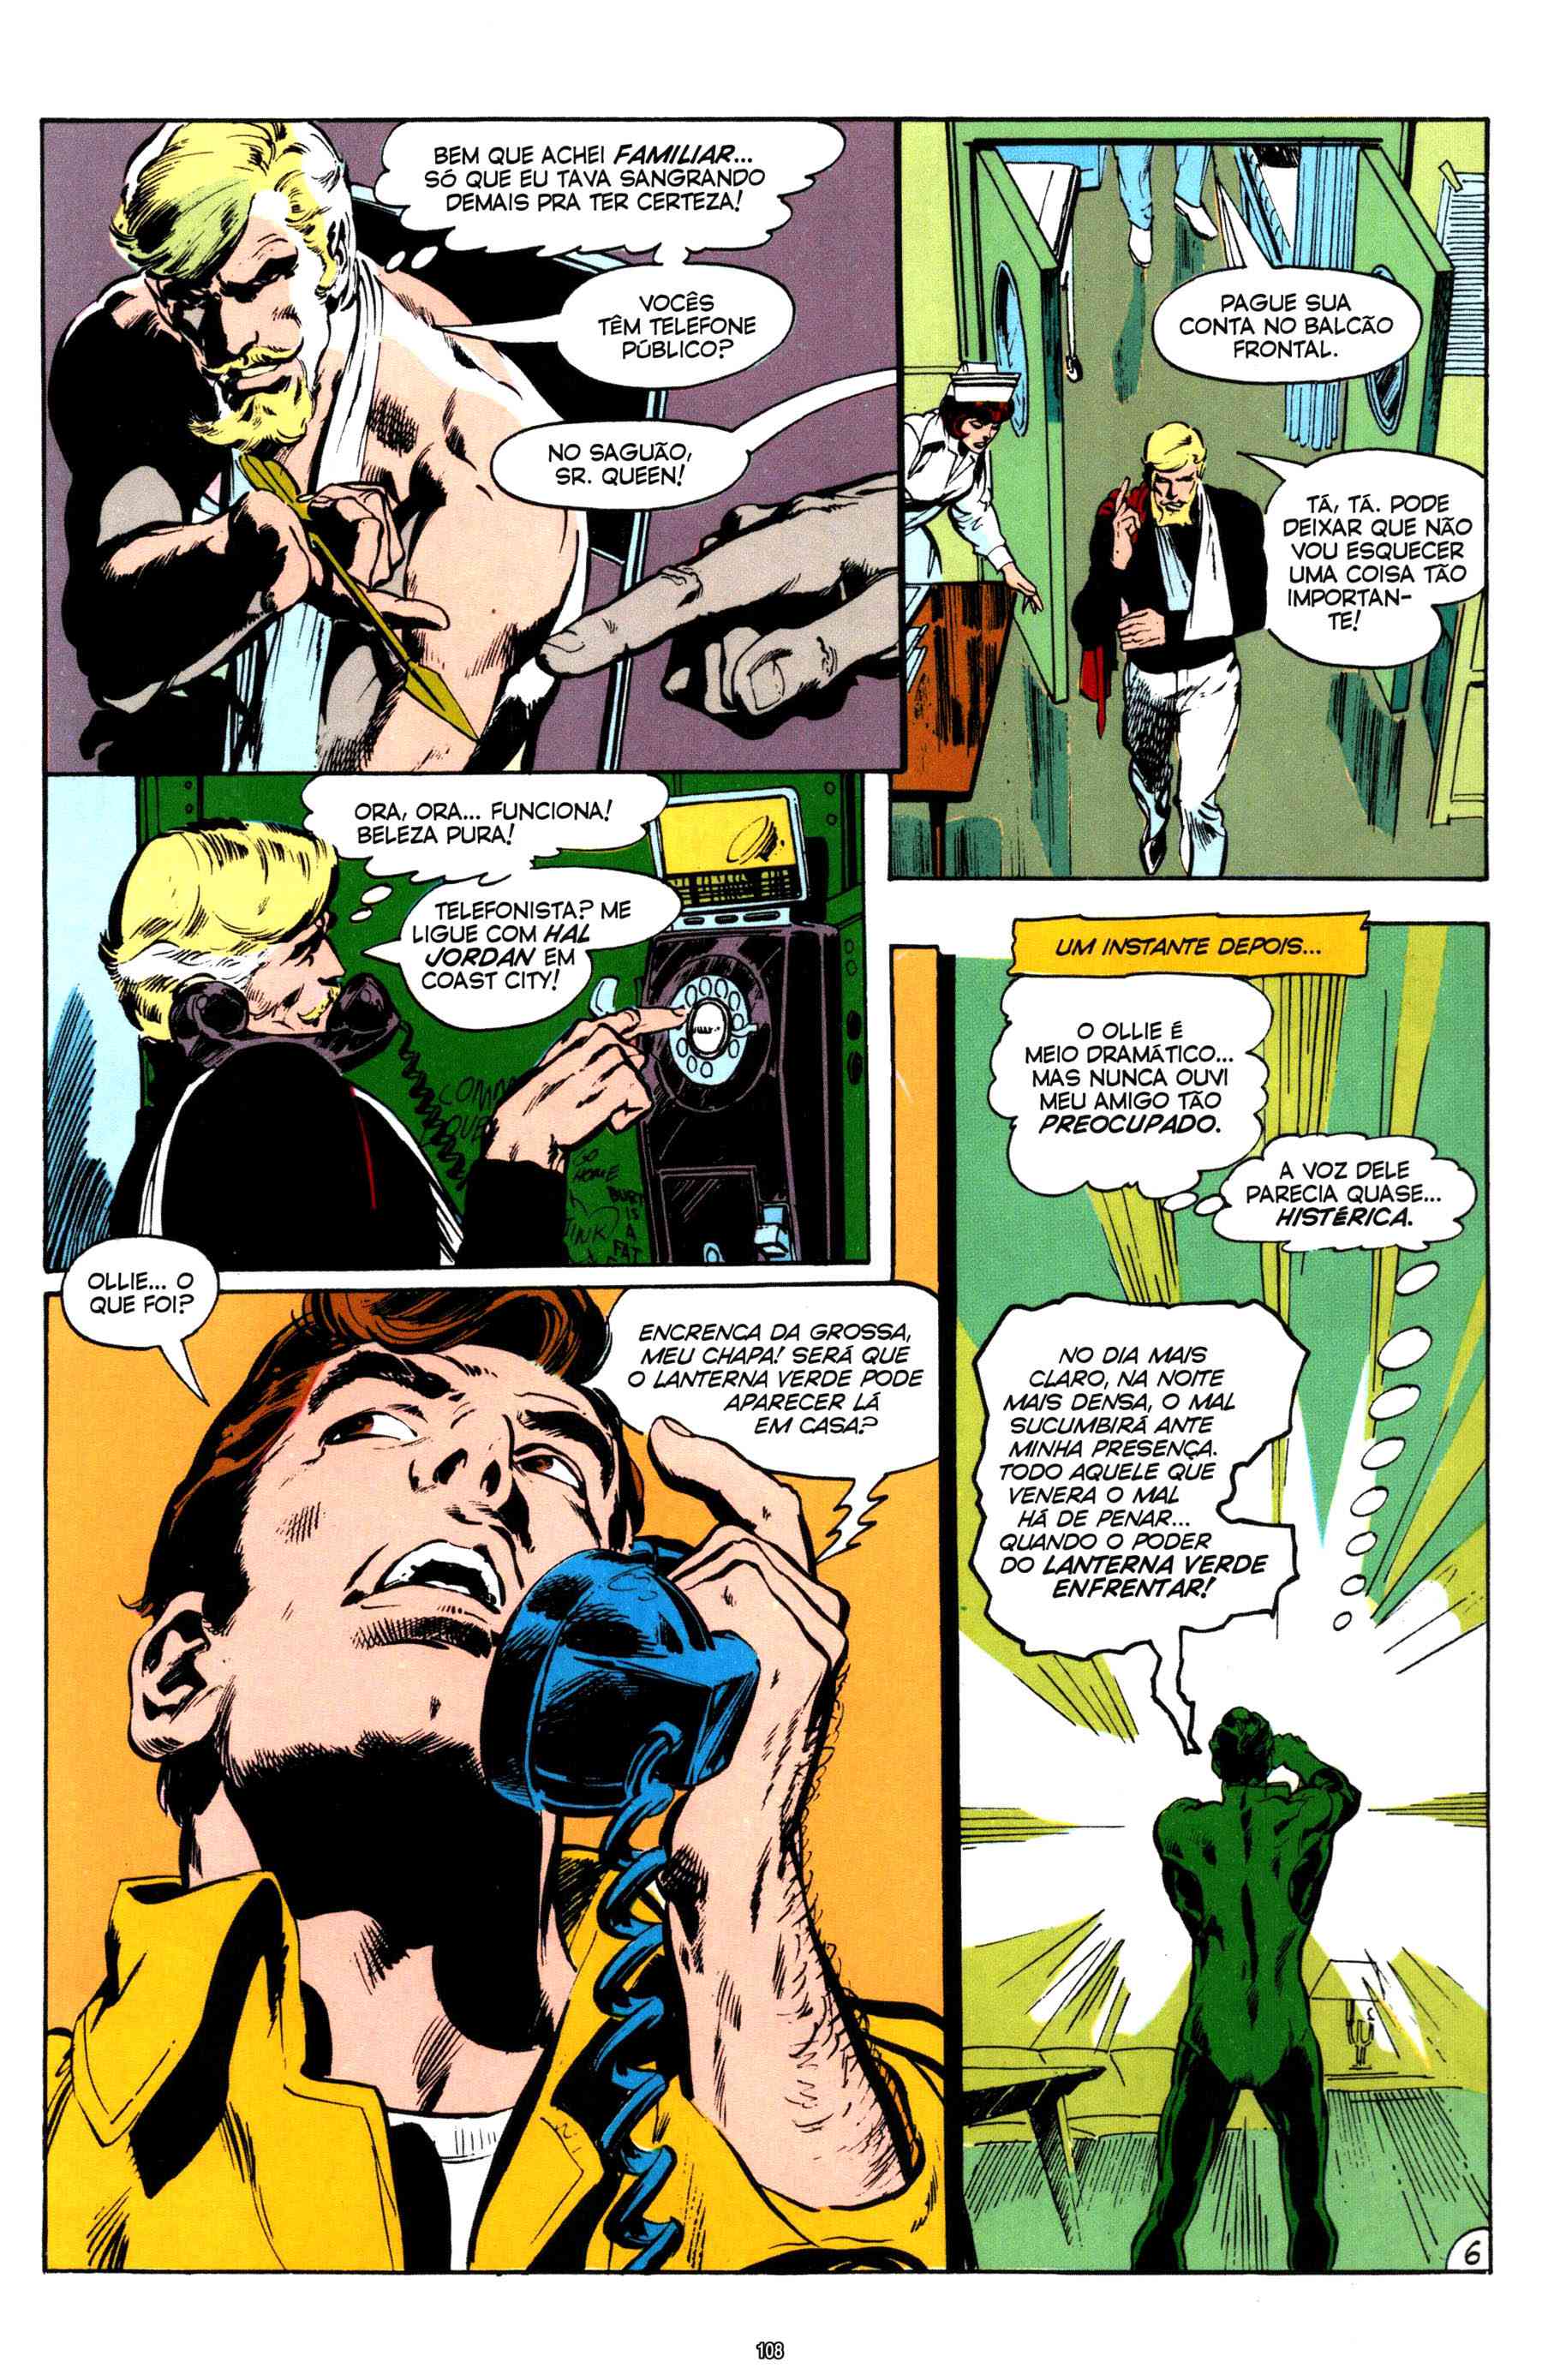 BEM QUE ACHEI FAMILIAR...
SÓ QUE EU TAVA SANGRANDO
DEMAIS PRA TER CERTEZA!
VOCÊS
TÊM TELEFONE
PÚBLICO?
NO SAGUÃO,
SR. QUEEN!
PAGUE SUA
CONTA NO BALCÃO
FRONTAL.
TÁ, TÁ. PODE
DEIXAR QUE NÃO
VOU ESQUECER
UMA COISA TÃO
IMPORTAN-
TE!
ORA, ORA... FUNCIONA!
BELEZA PURA!
TELEFONISTA? ME
LIGUE COM HAL
JORDAN EM
COAST CITY!
GO
HOME
BURT
IS
A
FAT
OLLIE... O
QUE FOI?
ENCRENCA DA GROSSA,
MEU CHAPA! SERÁ QUE
O LANTERNA VERDE PODE
APARECER LÁ
EM CASA?
UM INSTANTE DEPOIS...
O OLLIE É
MEIO DRAMÁTICO...
MAS NUNCA OUVI
MEU AMIGO TÃO
PREOCUPADO.
A VOZ DELE
PARECIA QUASE...
HISTÉRICA.
NO DIA MAIS
CLARO, NA NOITE
MAIS DENSA, O MAL
SUCUMBIRÁ ANTE
MINHA PRESENÇA.
TODO AQUELE QUE
VENERA O MAL
HÁ DE PENAR...
QUANDO O PODER
DO LANTERNA VERDE
ENFRENTAR!
6
108